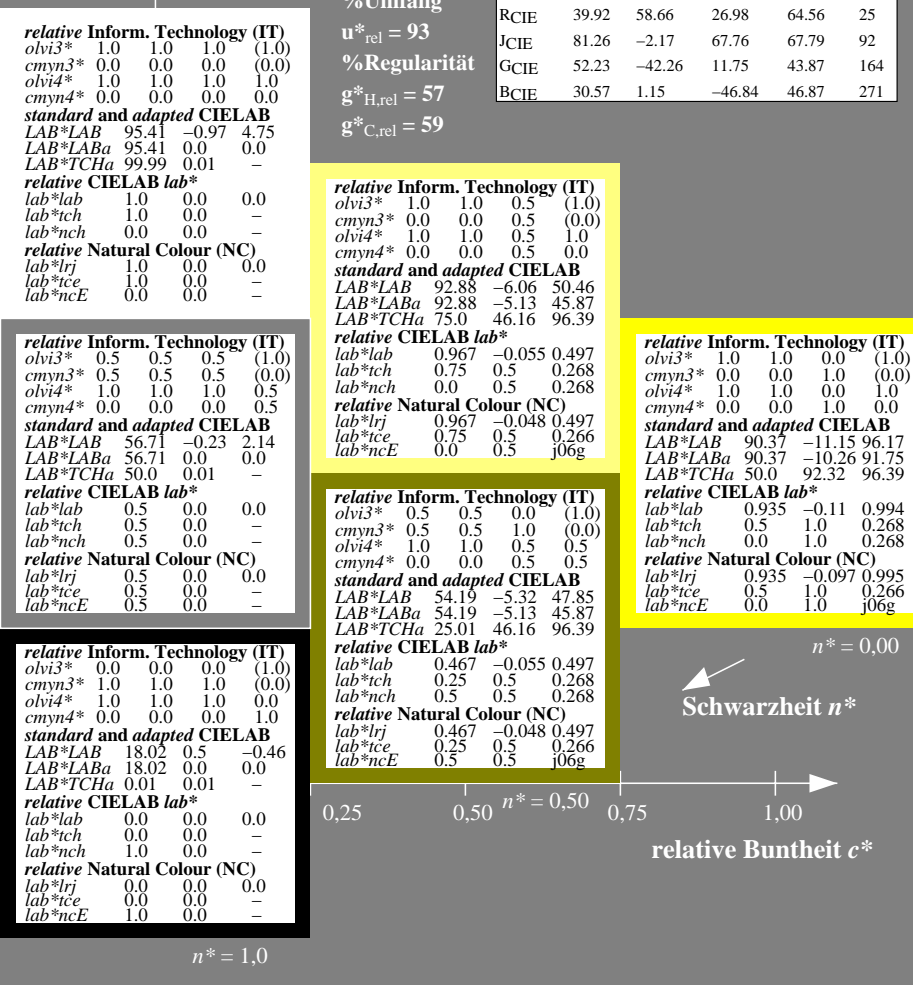 %Umfang
u*rel = 93
%Regularität
g*H,rel = 57
g*C,rel = 59
RCIE 39.92 58.66 26.98 64.56 25
JCIE 81.26 −2.17 67.76 67.79 92
GCIE 52.23 −42.26 11.75 43.87 164
BCIE 30.57 1.15 −46.84 46.87 271
relative Inform. Technology (IT)
olvi3* 1.0 1.0 1.0 (1.0)
cmyn3* 0.0 0.0 0.0 (0.0)
olvi4* 1.0 1.0 1.0 1.0
cmyn4* 0.0 0.0 0.0 0.0
standard and adapted CIELAB
LAB*LAB 95.41 −0.97 4.75
LAB*LABa 95.41 0.0 0.0
LAB*TCHa 99.99 0.01 –
relative CIELAB lab*
lab*lab 1.0 0.0 0.0
lab*tch 1.0 0.0 –
lab*nch 0.0 0.0 –
relative Natural Colour (NC)
lab*lrj 1.0 0.0 0.0
lab*tce 1.0 0.0 –
lab*ncE 0.0 0.0 –
relative Inform. Technology (IT)
olvi3* 1.0 1.0 0.5 (1.0)
cmyn3* 0.0 0.0 0.5 (0.0)
olvi4* 1.0 1.0 0.5 1.0
cmyn4* 0.0 0.0 0.5 0.0
standard and adapted CIELAB
LAB*LAB 92.88 −6.06 50.46
LAB*LABa 92.88 −5.13 45.87
LAB*TCHa 75.0 46.16 96.39
relative CIELAB lab*
lab*lab 0.967 −0.055 0.497
lab*tch 0.75 0.5 0.268
lab*nch 0.0 0.5 0.268
relative Natural Colour (NC)
lab*lrj 0.967 −0.048 0.497
lab*tce 0.75 0.5 0.266
lab*ncE 0.0 0.5 j06g
relative Inform. Technology (IT)
olvi3* 0.5 0.5 0.5 (1.0)
cmyn3* 0.5 0.5 0.5 (0.0)
olvi4* 1.0 1.0 1.0 0.5
cmyn4* 0.0 0.0 0.0 0.5
standard and adapted CIELAB
LAB*LAB 56.71 −0.23 2.14
LAB*LABa 56.71 0.0 0.0
LAB*TCHa 50.0 0.01 –
relative CIELAB lab*
lab*lab 0.5 0.0 0.0
lab*tch 0.5 0.0 –
lab*nch 0.5 0.0 –
relative Natural Colour (NC)
lab*lrj 0.5 0.0 0.0
lab*tce 0.5 0.0 –
lab*ncE 0.5 0.0 –
relative Inform. Technology (IT)
olvi3* 1.0 1.0 0.0 (1.0)
cmyn3* 0.0 0.0 1.0 (0.0)
olvi4* 1.0 1.0 0.0 1.0
cmyn4* 0.0 0.0 1.0 0.0
standard and adapted CIELAB
LAB*LAB 90.37 −11.15 96.17
LAB*LABa 90.37 −10.26 91.75
LAB*TCHa 50.0 92.32 96.39
relative CIELAB lab*
lab*lab 0.935 −0.11 0.994
lab*tch 0.5 1.0 0.268
lab*nch 0.0 1.0 0.268
relative Natural Colour (NC)
lab*lrj 0.935 −0.097 0.995
lab*tce 0.5 1.0 0.266
lab*ncE 0.0 1.0 j06g
relative Inform. Technology (IT)
olvi3* 0.5 0.5 0.0 (1.0)
cmyn3* 0.5 0.5 1.0 (0.0)
olvi4* 1.0 1.0 0.5 0.5
cmyn4* 0.0 0.0 0.5 0.5
standard and adapted CIELAB
LAB*LAB 54.19 −5.32 47.85
LAB*LABa 54.19 −5.13 45.87
LAB*TCHa 25.01 46.16 96.39
relative CIELAB lab*
lab*lab 0.467 −0.055 0.497
lab*tch 0.25 0.5 0.268
lab*nch 0.5 0.5 0.268
relative Natural Colour (NC)
lab*lrj 0.467 −0.048 0.497
lab*tce 0.25 0.5 0.266
lab*ncE 0.5 0.5 j06g
relative Inform. Technology (IT)
olvi3* 0.0 0.0 0.0 (1.0)
cmyn3* 1.0 1.0 1.0 (0.0)
olvi4* 1.0 1.0 1.0 0.0
cmyn4* 0.0 0.0 0.0 1.0
standard and adapted CIELAB
LAB*LAB 18.02 0.5 −0.46
LAB*LABa 18.02 0.0 0.0
LAB*TCHa 0.01 0.01 –
relative CIELAB lab*
lab*lab 0.0 0.0 0.0
lab*tch 0.0 0.0 –
lab*nch 1.0 0.0 –
relative Natural Colour (NC)
lab*lrj 0.0 0.0 0.0
lab*tce 0.0 0.0 –
lab*ncE 1.0 0.0 –
n* = 0,00
Schwarzheit n*
0,25 0,50 n* = 0,50 0,75 1,00
relative Buntheit c*
n* = 1,0